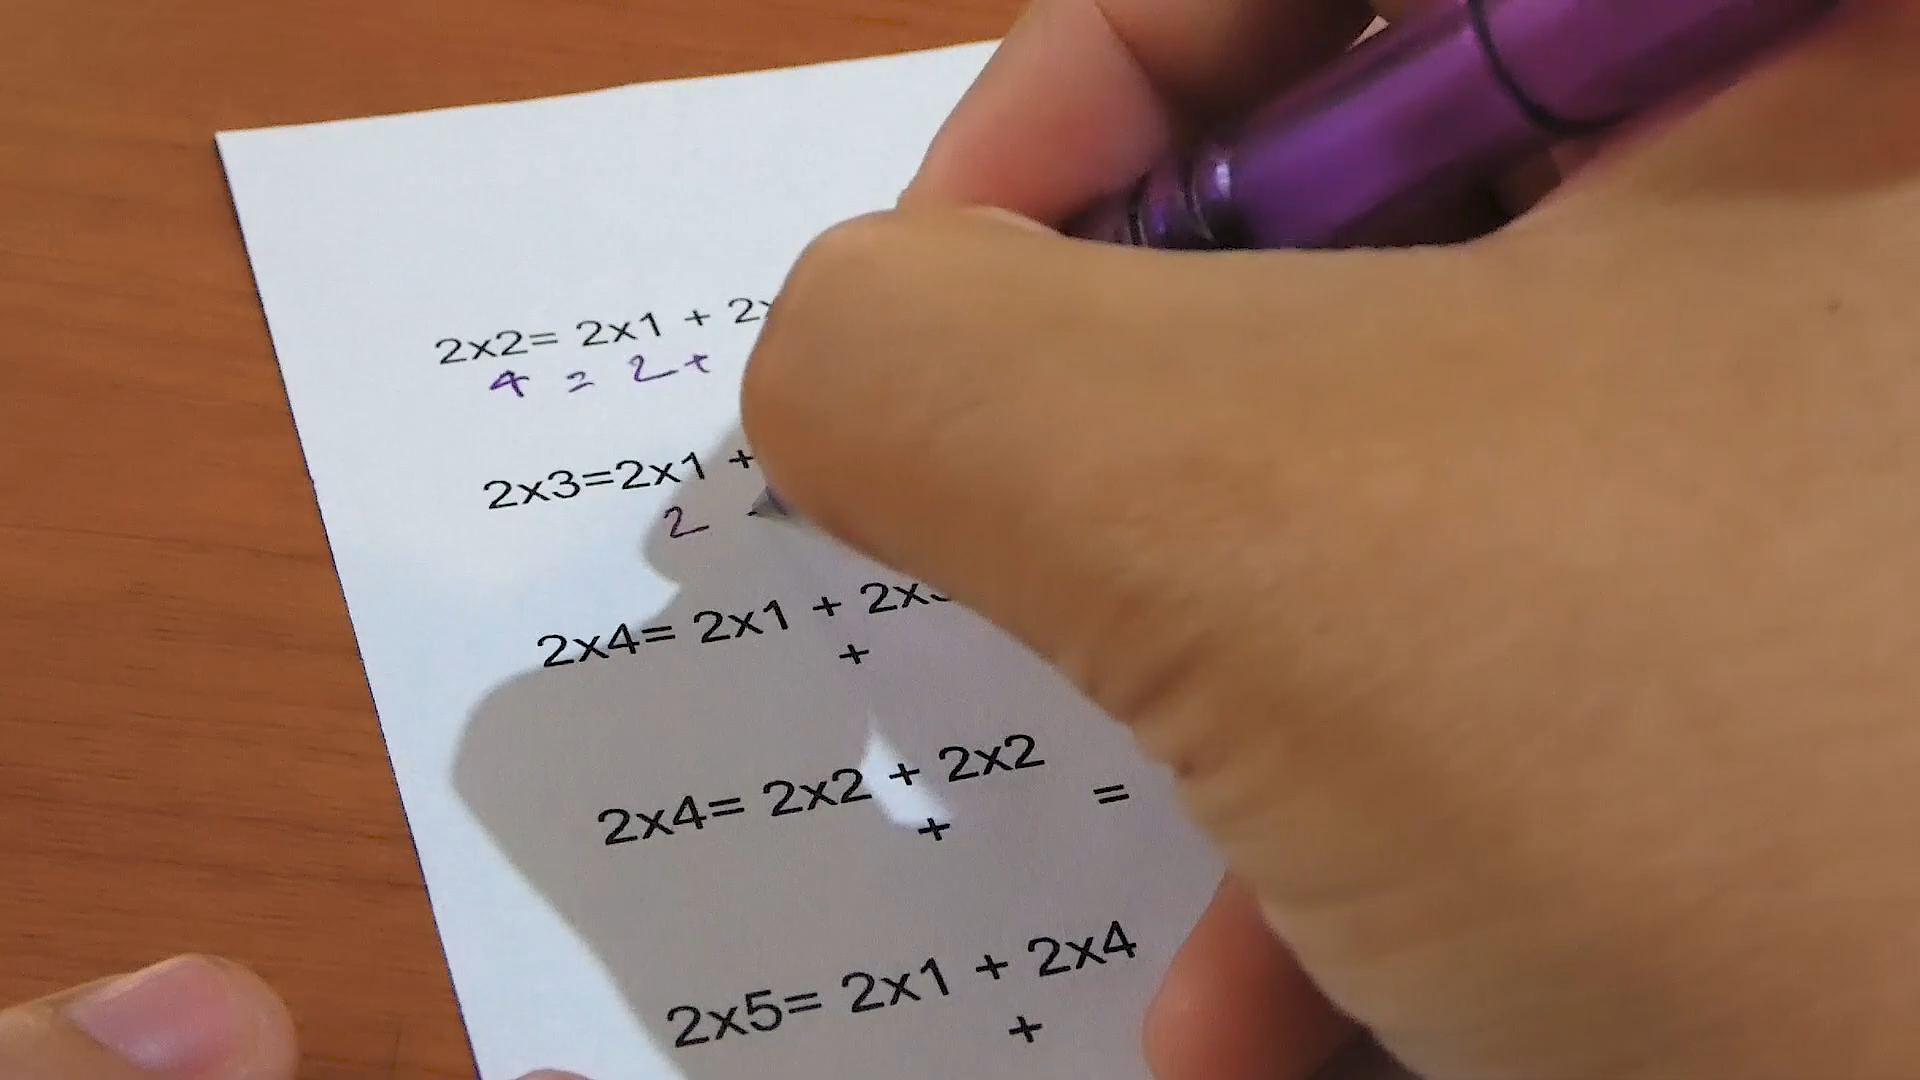 2x2= 2x1 + 2x
4 = 2+
2x3=2x1 +
2
2x4= 2x1 + 2x
+
2x4= 2x2 + 2x2
+ =
2x5= 2x1 + 2x4
+